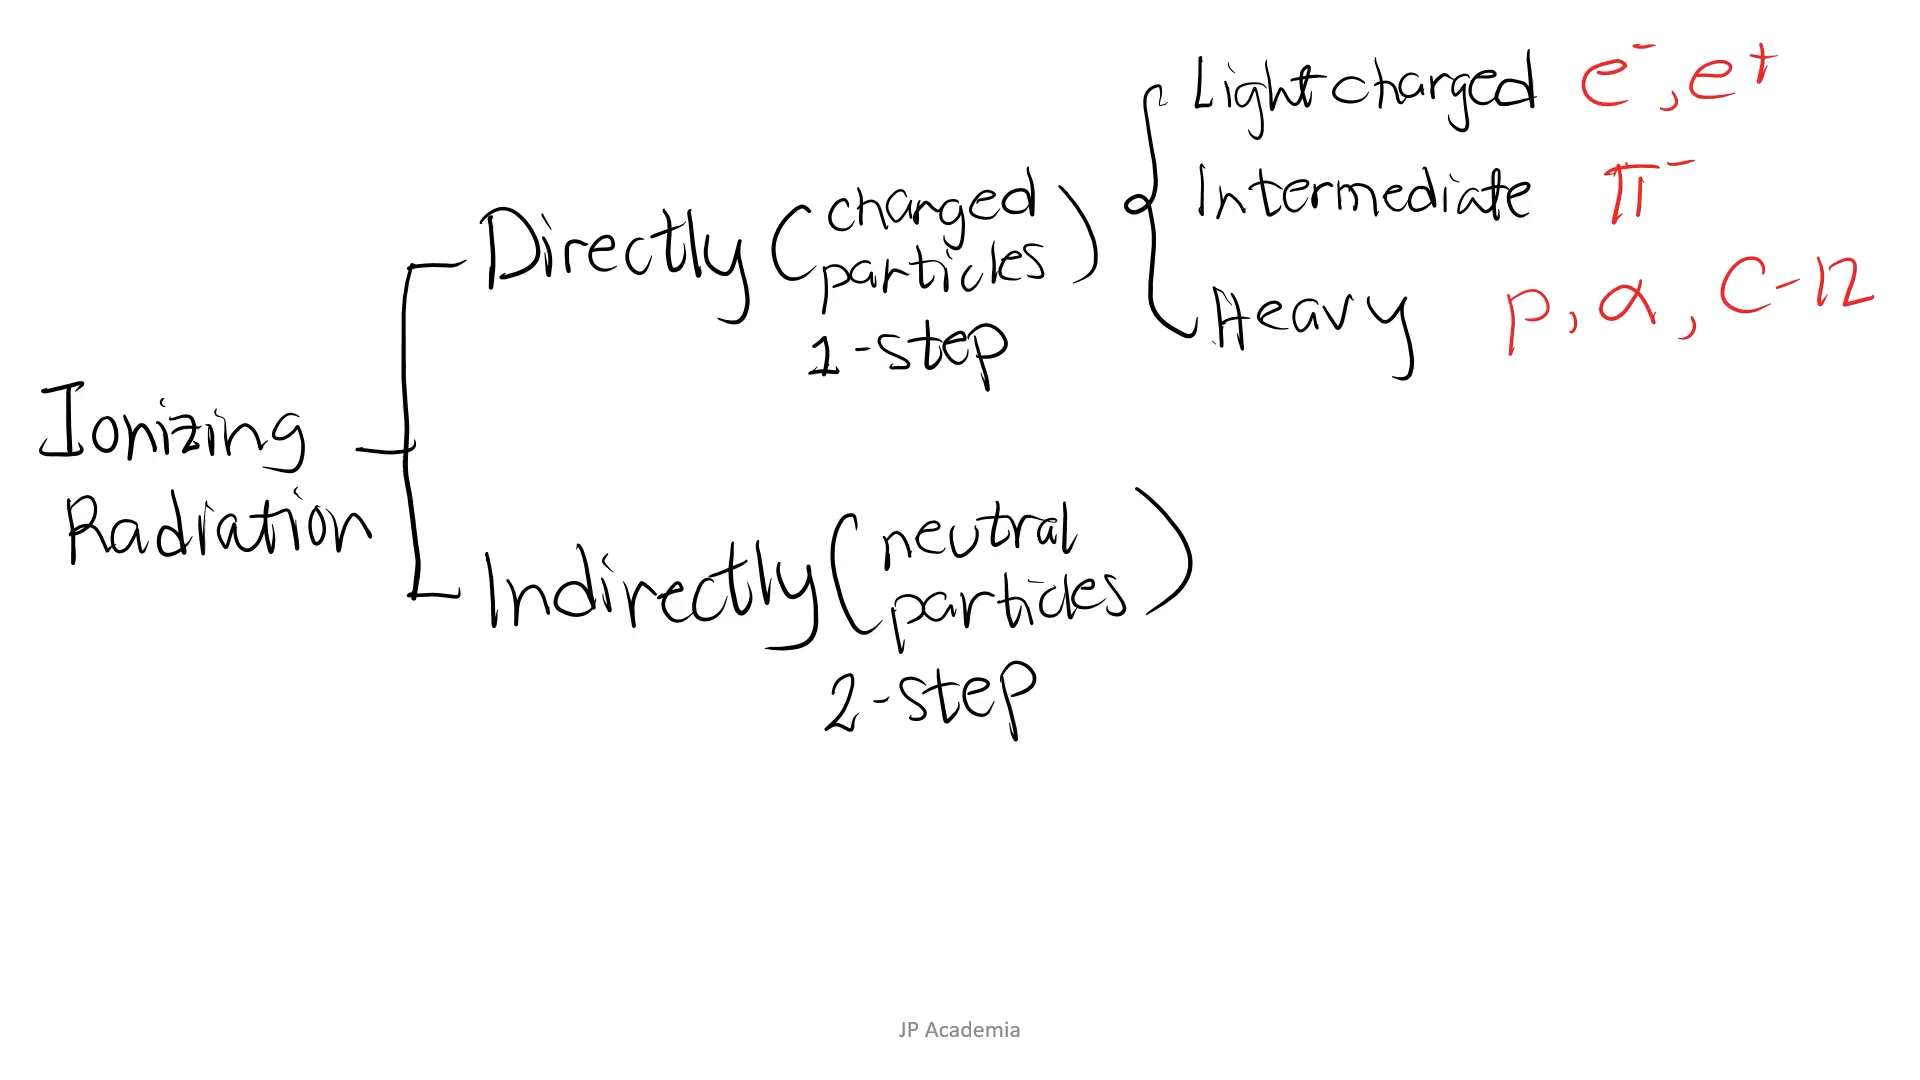 Light charged e⁻, e⁺
Intermediate π⁻
Heavy p, α, C-12
Directly (charged particles)
1-step
Ionizing
Radiation
Indirectly (neutral particles)
2-step
JP Academia